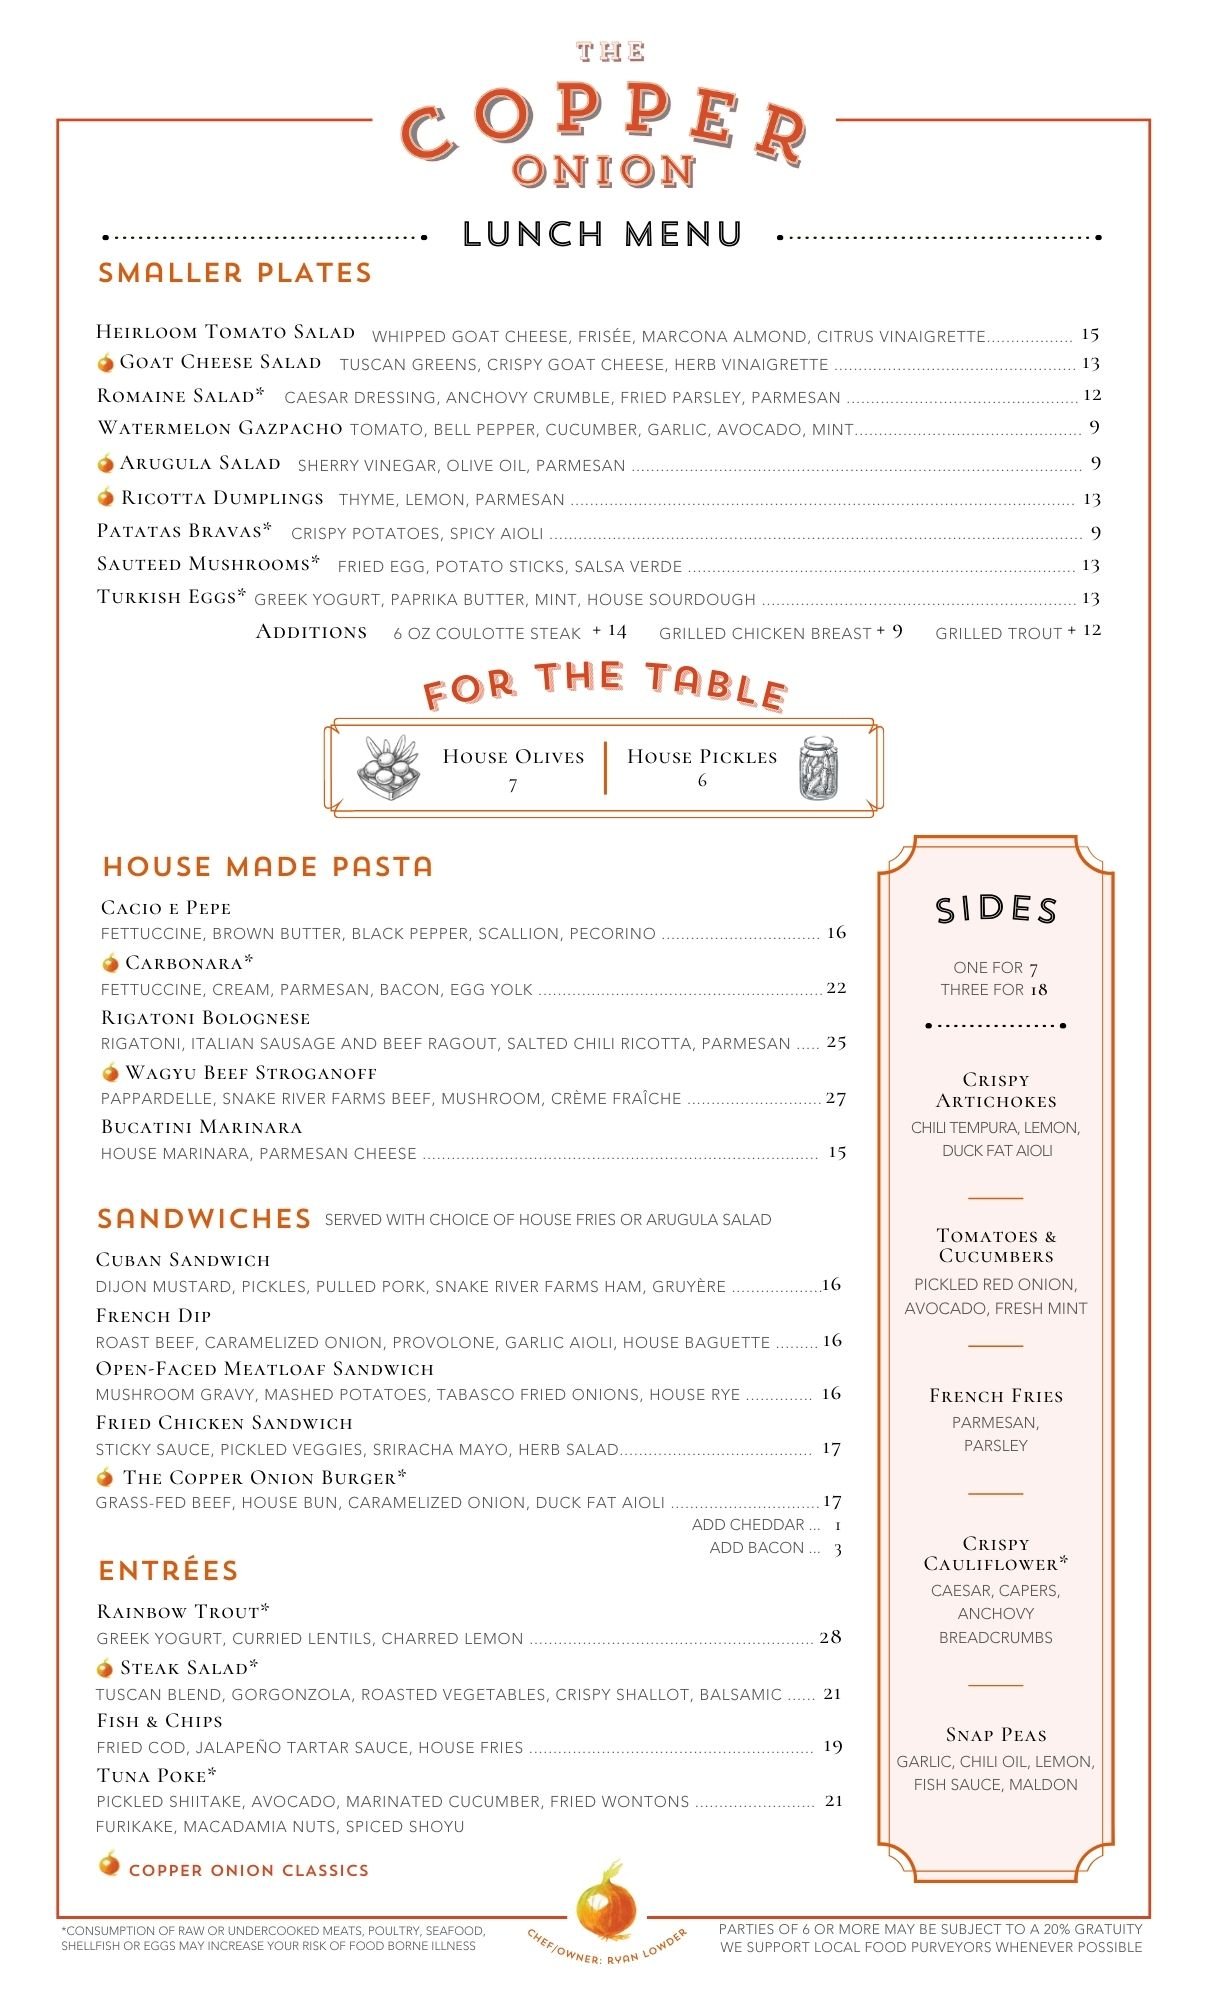 THE
COPPER
ONION
LUNCH MENU
SMALLER PLATES
HEIRLOOM TOMATO SALAD WHIPPED GOAT CHEESE, FRISÉE, MARCONA ALMOND, CITRUS VINAIGRETTE.................. 15
GOAT CHEESE SALAD TUSCAN GREENS, CRISPY GOAT CHEESE, HERB VINAIGRETTE .................................................. 13
ROMAINE SALAD* CAESAR DRESSING, ANCHOVY CRUMBLE, FRIED PARSLEY, PARMESAN ................................................ 12
WATERMELON GAZPACHO TOMATO, BELL PEPPER, CUCUMBER, GARLIC, AVOCADO, MINT............................................... 9
ARUGULA SALAD SHERRY VINEGAR, OLIVE OIL, PARMESAN .............................................................................................. 9
RICOTTA DUMPLINGS THYME, LEMON, PARMESAN ......................................................................................................... 13
PATATAS BRAVAS* CRISPY POTATOES, SPICY AIOLI ............................................................................................................... 9
SAUTEED MUSHROOMS* FRIED EGG, POTATO STICKS, SALSA VERDE ................................................................................ 13
TURKISH EGGS* GREEK YOGURT, PAPRIKA BUTTER, MINT, HOUSE SOURDOUGH ................................................................. 13
ADDITIONS 6 OZ COULOTTE STEAK + 14 GRILLED CHICKEN BREAST + 9 GRILLED TROUT + 12
FOR THE TABLE
HOUSE OLIVES
7
HOUSE PICKLES
6
HOUSE MADE PASTA
CACIO E PEPE
FETTUCCINE, BROWN BUTTER, BLACK PEPPER, SCALLION, PECORINO ................................. 16
CARBONARA*
FETTUCCINE, CREAM, PARMESAN, BACON, EGG YOLK ........................................................... 22
RIGATONI BOLOGNESE
RIGATONI, ITALIAN SAUSAGE AND BEEF RAGOUT, SALTED CHILI RICOTTA, PARMESAN ..... 25
WAGYU BEEF STROGANOFF
PAPPARDELLE, SNAKE RIVER FARMS BEEF, MUSHROOM, CRÈME FRAÎCHE ............................ 27
BUCATINI MARINARA
HOUSE MARINARA, PARMESAN CHEESE .................................................................................. 15
SANDWICHES SERVED WITH CHOICE OF HOUSE FRIES OR ARUGULA SALAD
CUBAN SANDWICH
DIJON MUSTARD, PICKLES, PULLED PORK, SNAKE RIVER FARMS HAM, GRUYÈRE ...................16
FRENCH DIP
ROAST BEEF, CARAMELIZED ONION, PROVOLONE, GARLIC AIOLI, HOUSE BAGUETTE ......... 16
OPEN-FACED MEATLOAF SANDWICH
MUSHROOM GRAVY, MASHED POTATOES, TABASCO FRIED ONIONS, HOUSE RYE .............. 16
FRIED CHICKEN SANDWICH
STICKY SAUCE, PICKLED VEGGIES, SRIRACHA MAYO, HERB SALAD........................................ 17
THE COPPER ONION BURGER*
GRASS-FED BEEF, HOUSE BUN, CARAMELIZED ONION, DUCK FAT AIOLI ...............................17
ADD CHEDDAR ... 1
ADD BACON ... 3
ENTRÉES
RAINBOW TROUT*
GREEK YOGURT, CURRIED LENTILS, CHARRED LEMON ........................................................... 28
STEAK SALAD*
TUSCAN BLEND, GORGONZOLA, ROASTED VEGETABLES, CRISPY SHALLOT, BALSAMIC ...... 21
FISH & CHIPS
FRIED COD, JALAPEÑO TARTAR SAUCE, HOUSE FRIES ........................................................... 19
TUNA POKE*
PICKLED SHIITAKE, AVOCADO, MARINATED CUCUMBER, FRIED WONTONS ......................... 21
FURIKAKE, MACADAMIA NUTS, SPICED SHOYU
COPPER ONION CLASSICS
SIDES
ONE FOR 7
THREE FOR 18
CRISPY
ARTICHOKES
CHILI TEMPURA, LEMON,
DUCK FAT AIOLI
TOMATOES &
CUCUMBERS
PICKLED RED ONION,
AVOCADO, FRESH MINT
FRENCH FRIES
PARMESAN,
PARSLEY
CRISPY
CAULIFLOWER*
CAESAR, CAPERS,
ANCHOVY
BREADCRUMBS
SNAP PEAS
GARLIC, CHILI OIL, LEMON,
FISH SAUCE, MALDON
*CONSUMPTION OF RAW OR UNDERCOOKED MEATS, POULTRY, SEAFOOD,
SHELLFISH OR EGGS MAY INCREASE YOUR RISK OF FOOD BORNE ILLNESS
CHEF/OWNER: RYAN LOWDER
PARTIES OF 6 OR MORE MAY BE SUBJECT TO A 20% GRATUITY
WE SUPPORT LOCAL FOOD PURVEYORS WHENEVER POSSIBLE